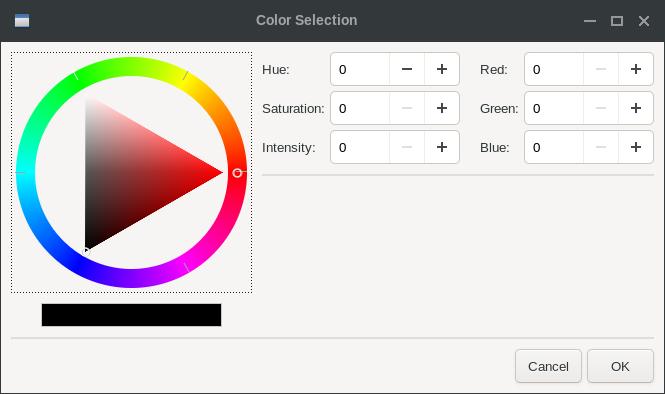 Color Selection
Hue: 0 Red: 0
Saturation: 0 Green: 0
Intensity: 0 Blue: 0
Cancel OK